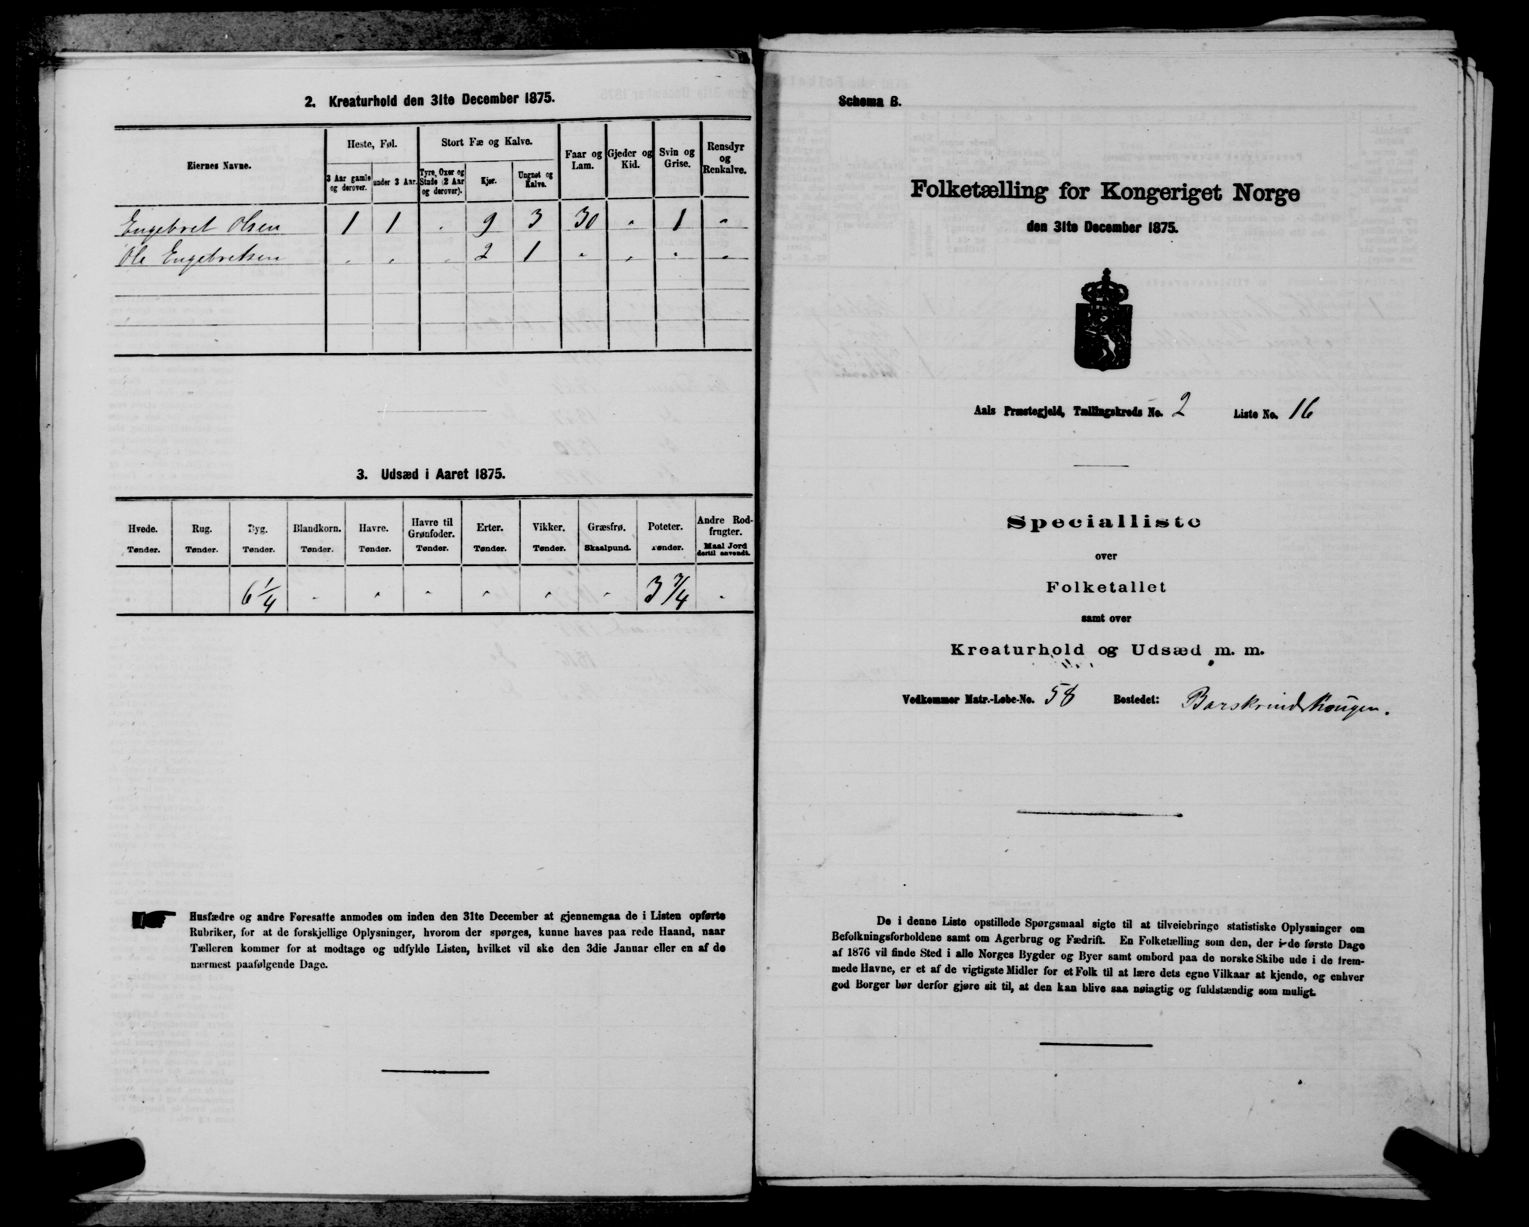 2. Kreaturhold den 31te December 1875.
Eiernes Navne.
Heste, Føl.
Stort Fæ og Kalve.
Faar og Lam.
Gjeder og Kid.
Svin og Grise.
Rensdyr og Renkalve.
3 Aar gamle og derover.
under 3 Aar.
Tyre, Oxer og Stude (2 Aar og derover).
Kjør.
Ungnøt og Kalve.
Engebret Olsen 1 1 . 9 3 30 " 1 "
Ole Engebretsen " " " 2 1 " " " "
3. Udsæd i Aaret 1875.
Hvede. Rug. Byg. Blandkorn. Havre. Havre til Grønfoder. Erter. Vikker. Græsfrø. Poteter. Andre Rodfrugter.
Tønder. Tønder. Tønder. Tønder. Tønder. Tønder. Tønder. Tønder. Skaalpund. Tønder. Maal Jord dertil anvendt.
6 1/4 " " " " " " 3 3/4 "
Husfædre og andre Foresatte anmodes om inden den 31te December at gjennemgaa de i Listen opførte
Rubriker, for at de forskjellige Oplysninger, hvorom der spørges, kunne haves paa rede Haand, naar
Tælleren kommer for at modtage og udfylde Listen, hvilket vil ske den 3die Januar eller en af de
nærmest paafølgende Dage.
Schema B.
Folketælling for Kongeriget Norge
den 31te December 1875.
Aals Præstegjeld, Tællingskreds No. 2 Liste No. 16
Specialliste
over
Folketallet
samt over
Kreaturhold og Udsæd m. m.
Vedkommer Matr.-Løbe-No. 58 Bostedet: Barskrindhougen.
De i denne Liste opstillede Spørgsmaal sigte til at tilveiebringe statistiske Oplysninger om
Befolkningsforholdene samt om Agerbrug og Fædrift. En Folketælling som den, der i de første Dage
af 1876 vil finde Sted i alle Norges Bygder og Byer samt ombord paa de norske Skibe ude i de frem-
mede Havne, er et af de vigtigste Midler for et Folk til at lære dets egne Vilkaar at kjende, og enhver
god Borger bør derfor gjøre sit til, at den kan blive saa nøiagtig og fuldstændig som muligt.